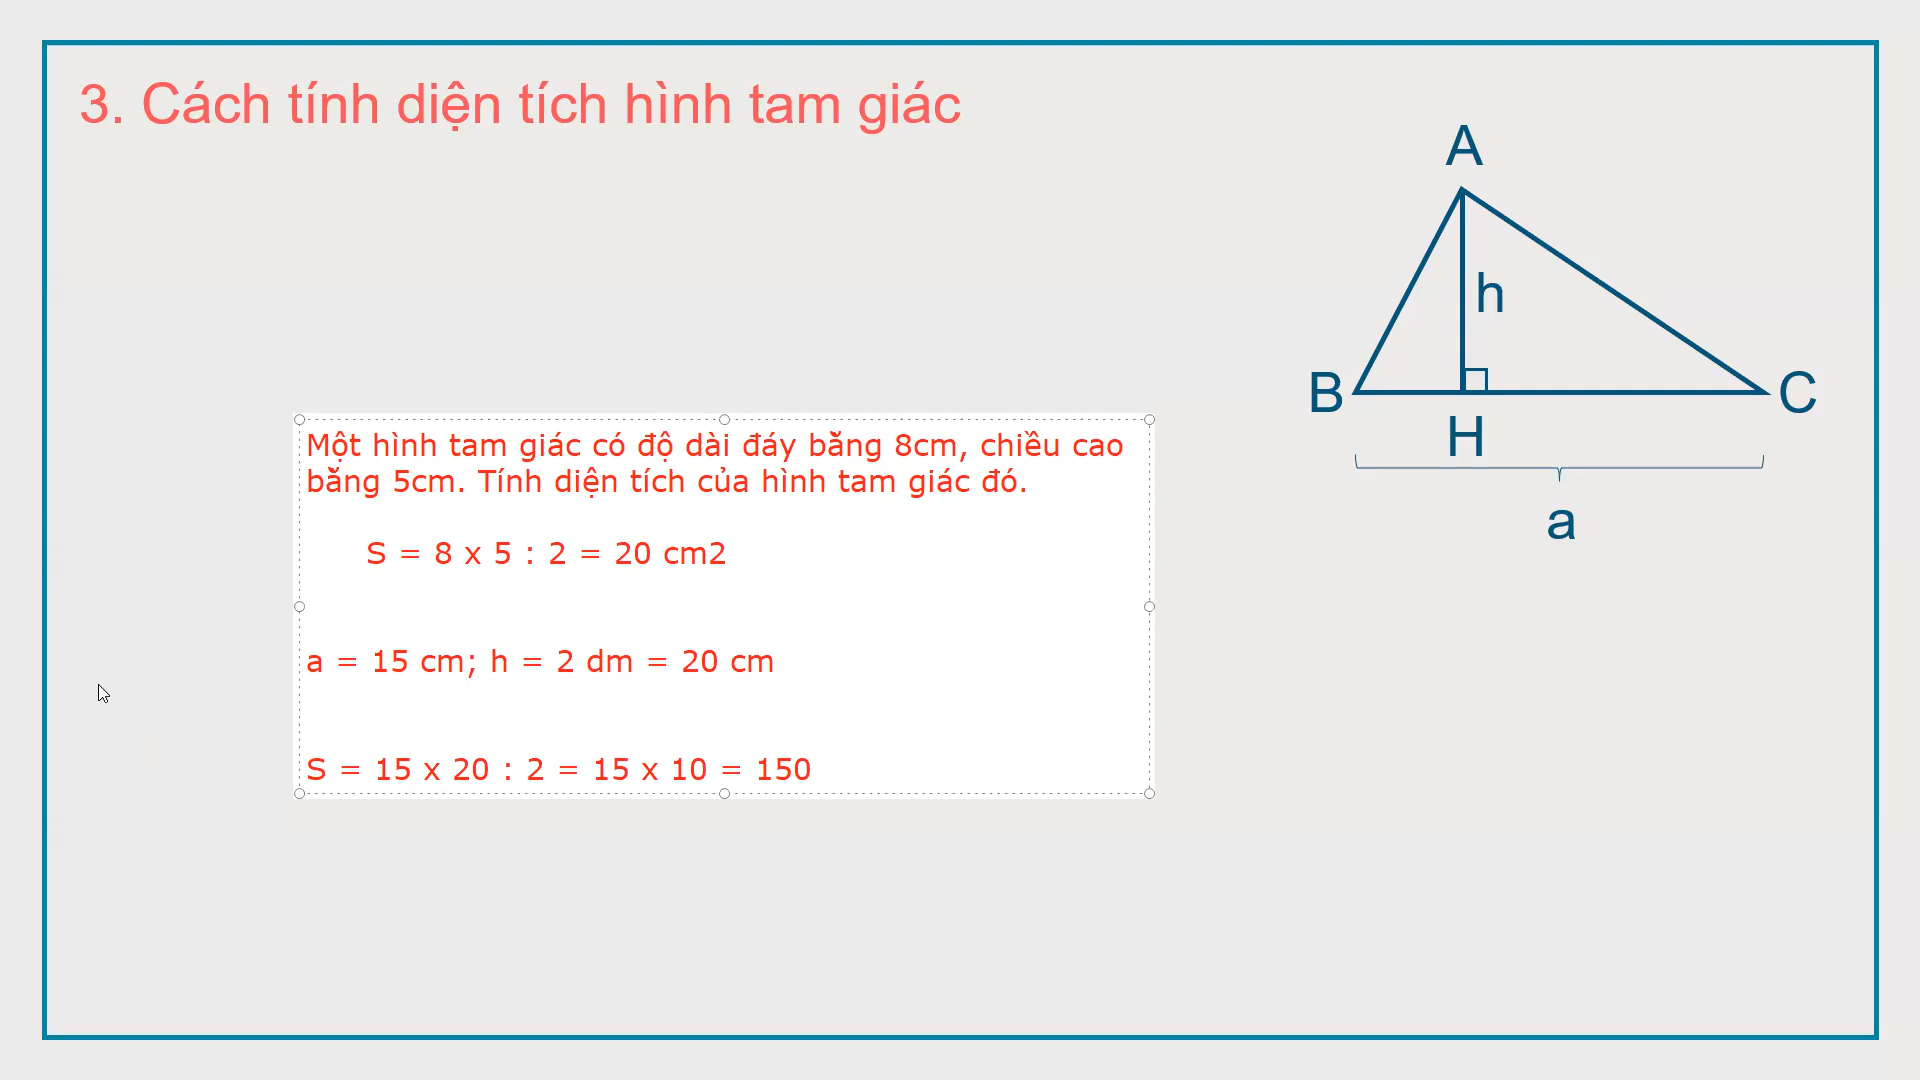 3. Cách tính diện tích hình tam giác
A
h
B
C
H
a
Một hình tam giác có độ dài đáy bằng 8cm, chiều cao
bằng 5cm. Tính diện tích của hình tam giác đó.
S = 8 x 5 : 2 = 20 cm2
a = 15 cm; h = 2 dm = 20 cm
S = 15 x 20 : 2 = 15 x 10 = 150